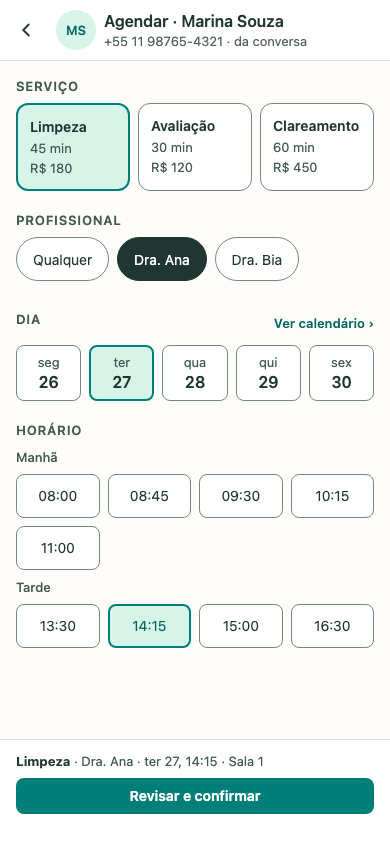 MS
Agendar · Marina Souza
+55 11 98765-4321 · da conversa
SERVIÇO
Limpeza
45 min
R$ 180
Avaliação
30 min
R$ 120
Clareamento
60 min
R$ 450
PROFISSIONAL
Qualquer
Dra. Ana
Dra. Bia
DIA
Ver calendário ›
seg
26
ter
27
qua
28
qui
29
sex
30
HORÁRIO
Manhã
08:00
08:45
09:30
10:15
11:00
Tarde
13:30
14:15
15:00
16:30
Limpeza · Dra. Ana · ter 27, 14:15 · Sala 1
Revisar e confirmar